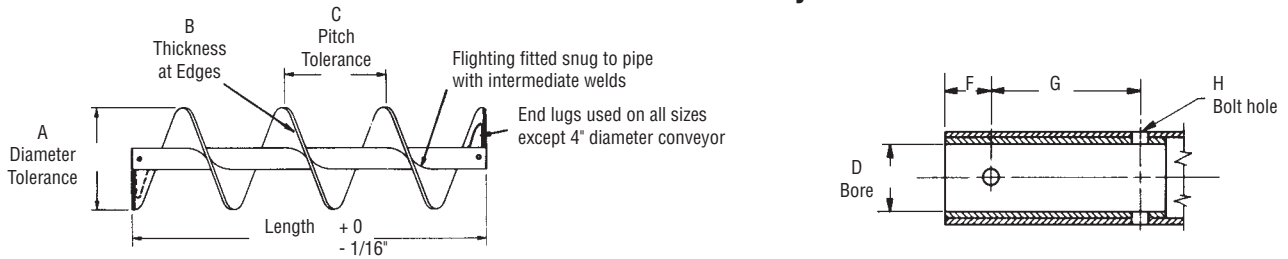 B
Thickness
at Edges
C
Pitch
Tolerance
Flighting fitted snug to pipe
with intermediate welds
End lugs used on all sizes
except 4" diameter conveyor
A
Diameter
Tolerance
Length + 0
- 1/16"
F
G
H
Bolt hole
D
Bore